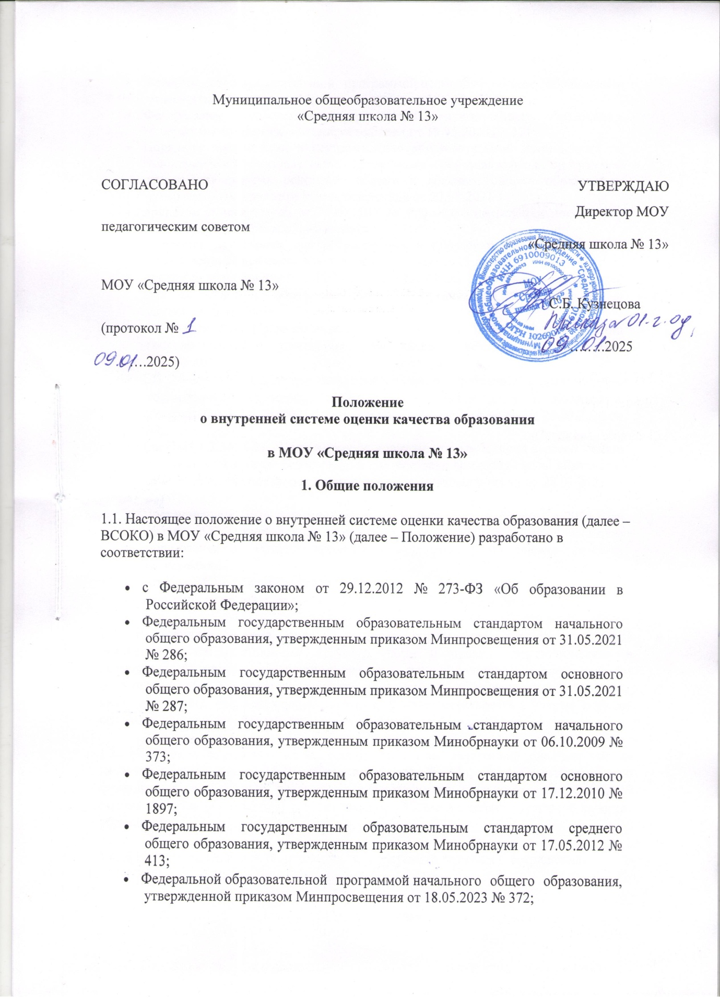 Муниципальное общеобразовательное учреждение
«Средняя школа № 13»
СОГЛАСОВАНО
педагогическим советом
МОУ «Средняя школа № 13»
(протокол № 1
09.01….2025)
УТВЕРЖДАЮ
Директор МОУ
«Средняя школа № 13»
С.Б. Кузнецова
01-г. од
09 01 ………2025
МОУ
"Средняя
школа № 13"
ИНН 6910009013
Положение
о внутренней системе оценки качества образования
в МОУ «Средняя школа № 13»
1. Общие положения
1.1. Настоящее положение о внутренней системе оценки качества образования (далее –
ВСОКО) в МОУ «Средняя школа № 13» (далее – Положение) разработано в
соответствии:
• с Федеральным законом от 29.12.2012 № 273-ФЗ «Об образовании в
Российской Федерации»;
• Федеральным государственным образовательным стандартом начального
общего образования, утвержденным приказом Минпросвещения от 31.05.2021
№ 286;
• Федеральным государственным образовательным стандартом основного
общего образования, утвержденным приказом Минпросвещения от 31.05.2021
№ 287;
• Федеральным государственным образовательным стандартом начального
общего образования, утвержденным приказом Минобрнауки от 06.10.2009 №
373;
• Федеральным государственным образовательным стандартом основного
общего образования, утвержденным приказом Минобрнауки от 17.12.2010 №
1897;
• Федеральным государственным образовательным стандартом среднего
общего образования, утвержденным приказом Минобрнауки от 17.05.2012 №
413;
• Федеральной образовательной программой начального общего образования,
утвержденной приказом Минпросвещения от 18.05.2023 № 372;